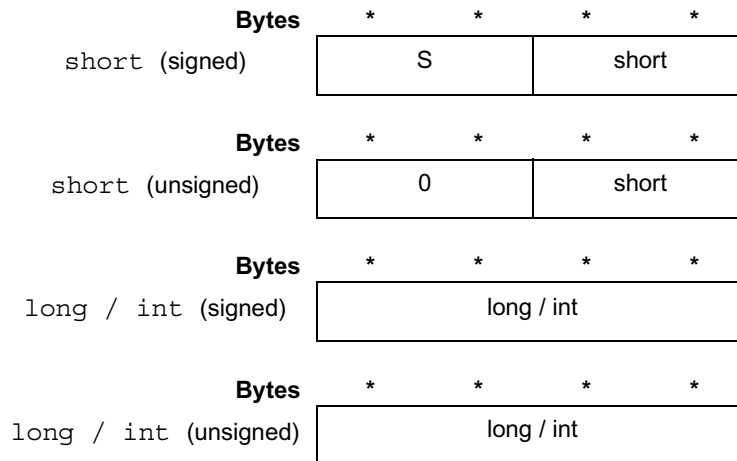 Bytes * * * *
short (signed) S short
Bytes * * * *
short (unsigned) 0 short
Bytes * * * *
long / int (signed) long / int
Bytes * * * *
long / int (unsigned) long / int